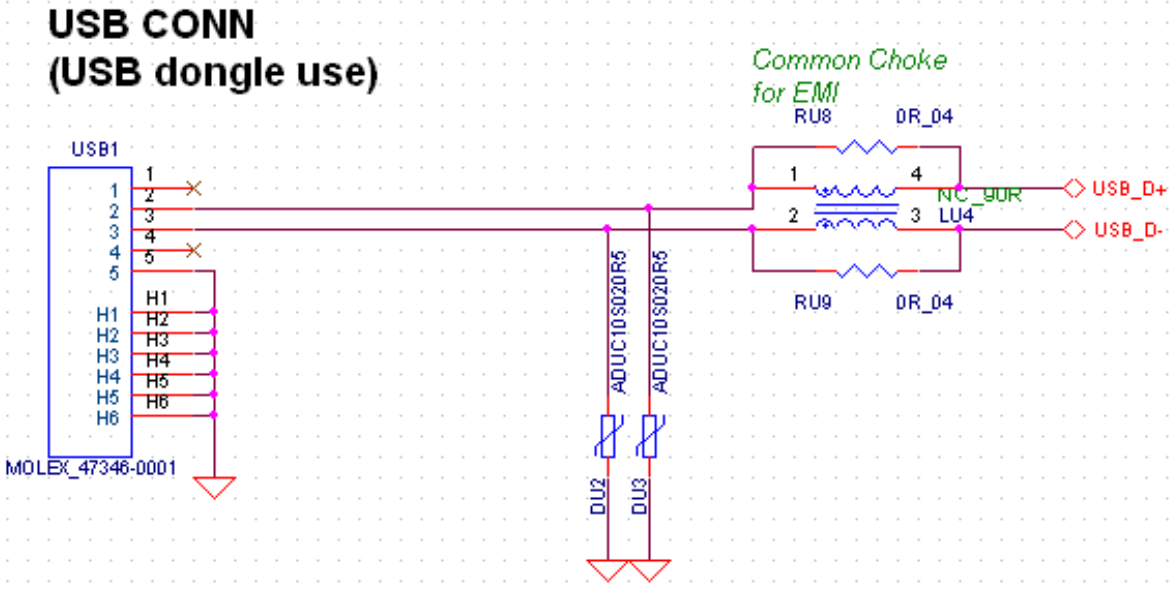 USB CONN
(USB dongle use)
Common Choke
for EMI
RU8 0R_04
USB1
1 4
NC_90R
LU4
2 3
USB_D+
USB_D-
RU9 0R_04
1 1
2 2
3 3
4 4
5 5
H1 H1
H2 H2
H3 H3
H4 H4
H5 H5
H6 H6
MOLEX_47346-0001
ADUC10S020R5
ADUC10S020R5
DU2
DU3